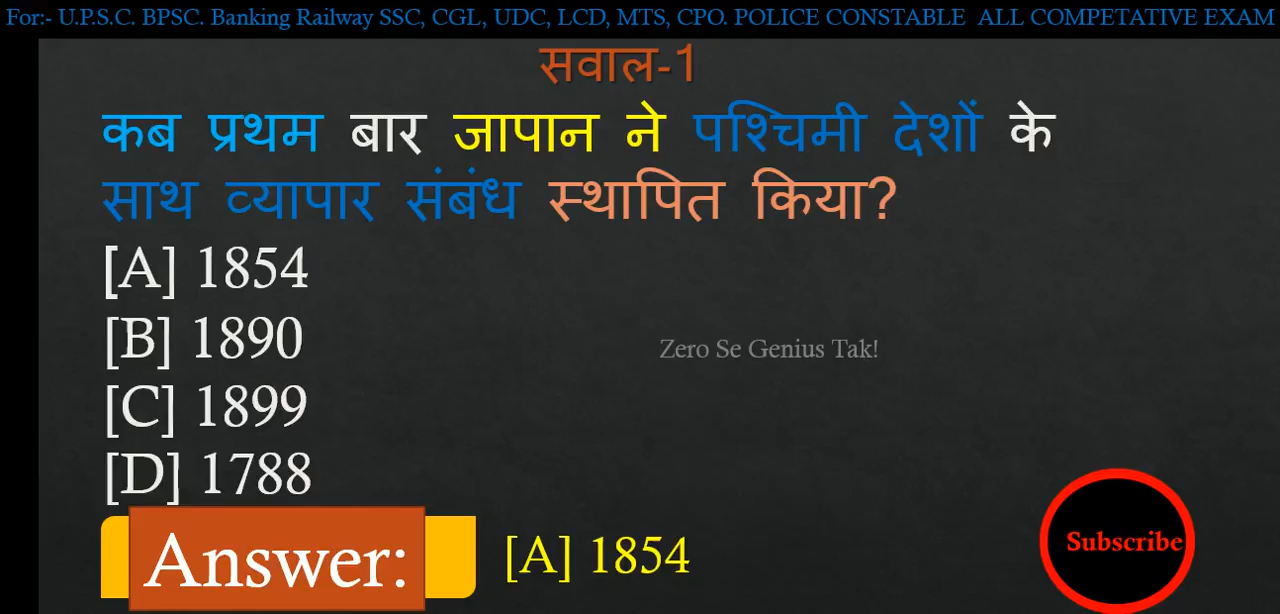 For:- U.P.S.C. BPSC. Banking Railway SSC, CGL, UDC, LCD, MTS, CPO. POLICE CONSTABLE ALL COMPETATIVE EXAM
सवाल-1
कब प्रथम बार जापान ने पश्चिमी देशों के
साथ व्यापार संबंध स्थापित किया?
[A] 1854
[B] 1890
Zero Se Genius Tak!
[C] 1899
[D] 1788
Answer: [A] 1854
Subscribe